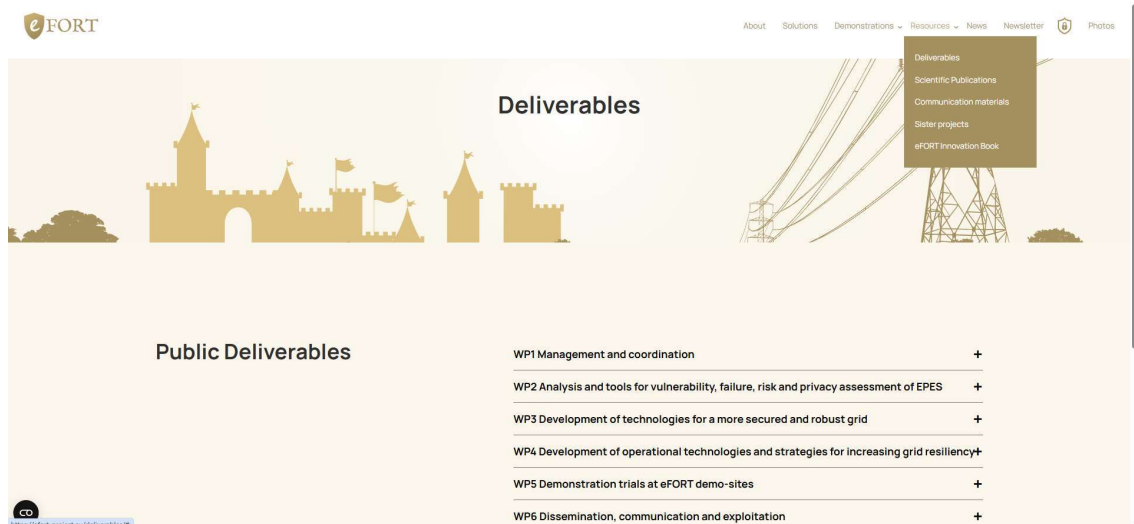 e FORT
About Solutions Demonstrations Resources News Newsletter Photos
Deliverables
Scientific Publications
Communication materials
Sister projects
eFORT Innovation Book
Deliverables
Public Deliverables
WP1 Management and coordination +
WP2 Analysis and tools for vulnerability, failure, risk and privacy assessment of EPES +
WP3 Development of technologies for a more secured and robust grid +
WP4 Development of operational technologies and strategies for increasing grid resiliency+
WP5 Demonstration trials at eFORT demo-sites +
WP6 Dissemination, communication and exploitation +